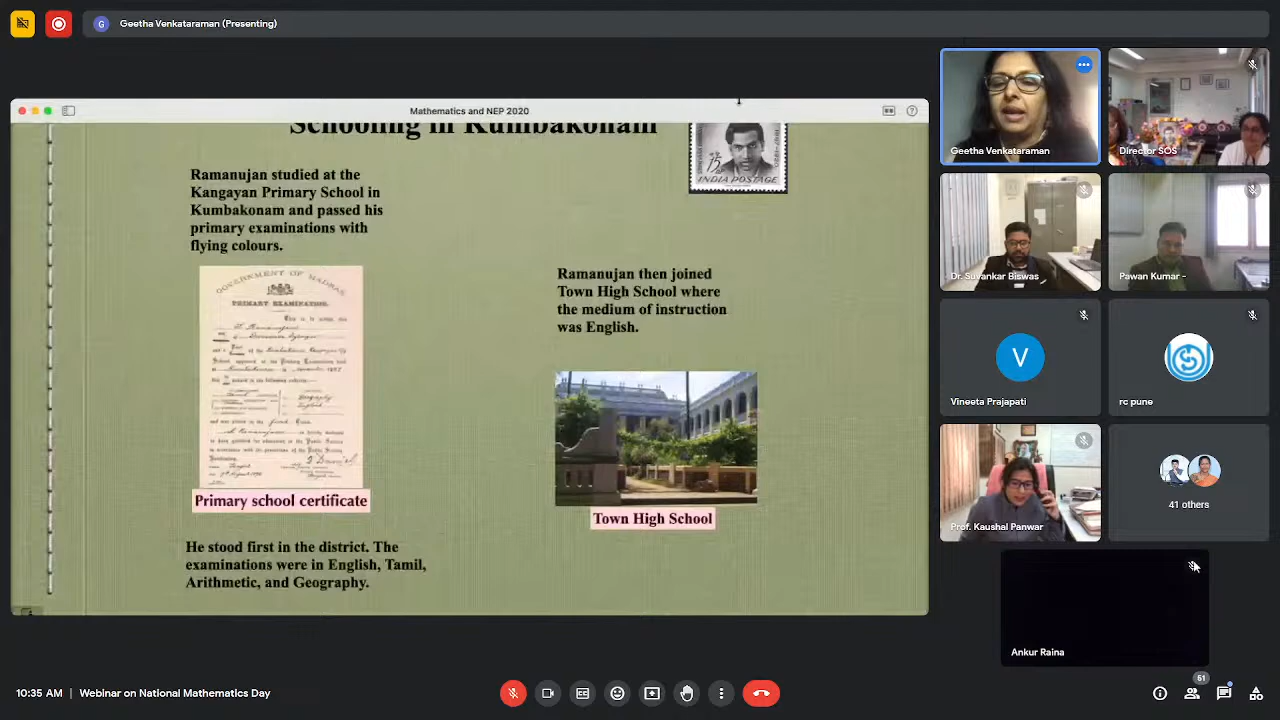 G Geetha Venkataraman (Presenting)
Mathematics and NEP 2020
Schooling in Kumbakonam
15
INDIA POSTAGE
Ramanujan studied at the
Kangayan Primary School in
Kumbakonam and passed his
primary examinations with
flying colours.
GOVERNMENT OF MADRAS
PRIMARY EXAMINATION.
Primary school certificate
He stood first in the district. The
examinations were in English, Tamil,
Arithmetic, and Geography.
Ramanujan then joined
Town High School where
the medium of instruction
was English.
Town High School
Geetha Venkataraman
Director SOS
Dr. Suvankar Biswas
Pawan Kumar -
V
Vineeta Prajapati
rc pune
Prof. Kaushal Panwar
41 others
Ankur Raina
10:35 AM | Webinar on National Mathematics Day
61